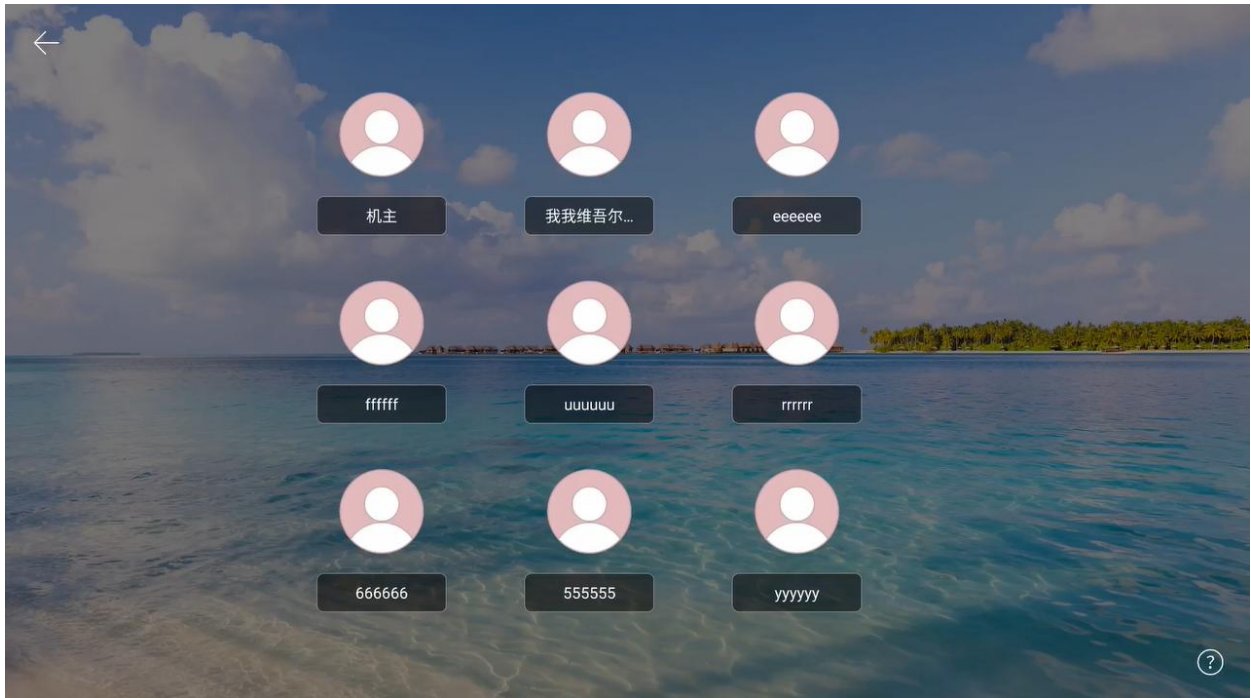 机主
我我维吾尔...
eeeeee
ffffff
uuuuuu
rrrrrr
666666
555555
yyyyyy
?